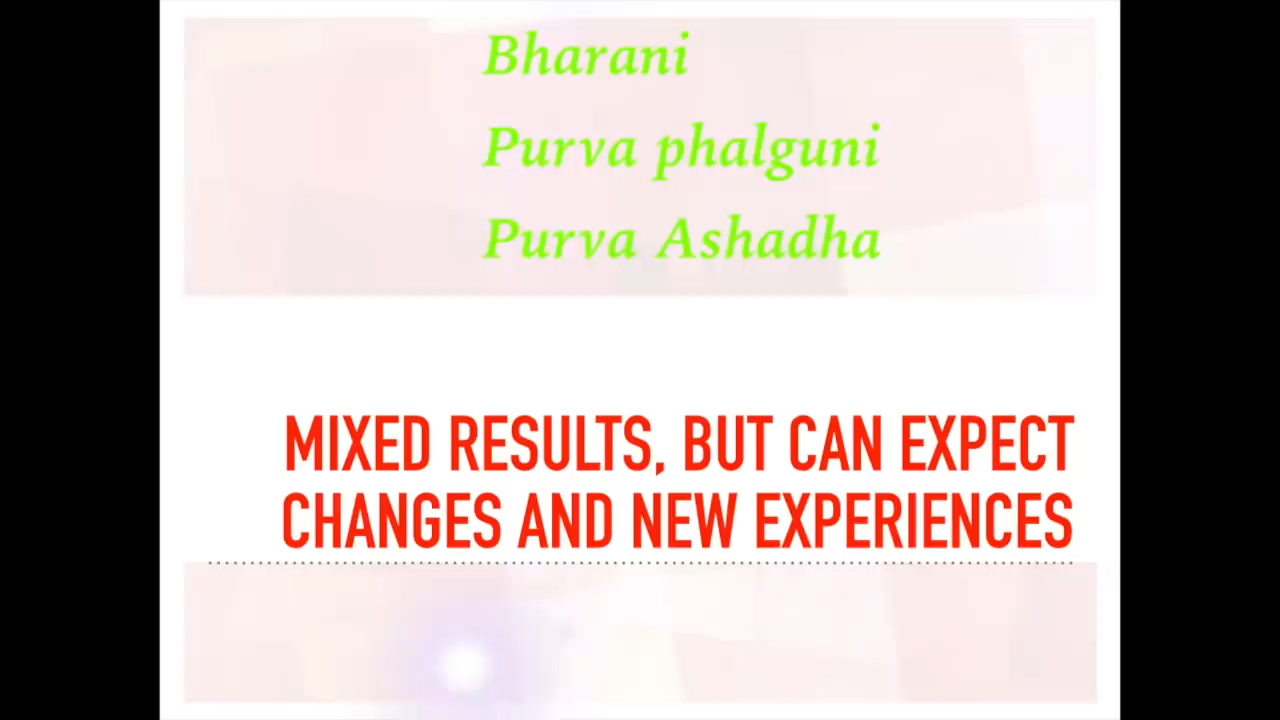 Bharani
Purva phalguni
Purva Ashadha
MIXED RESULTS, BUT CAN EXPECT
CHANGES AND NEW EXPERIENCES